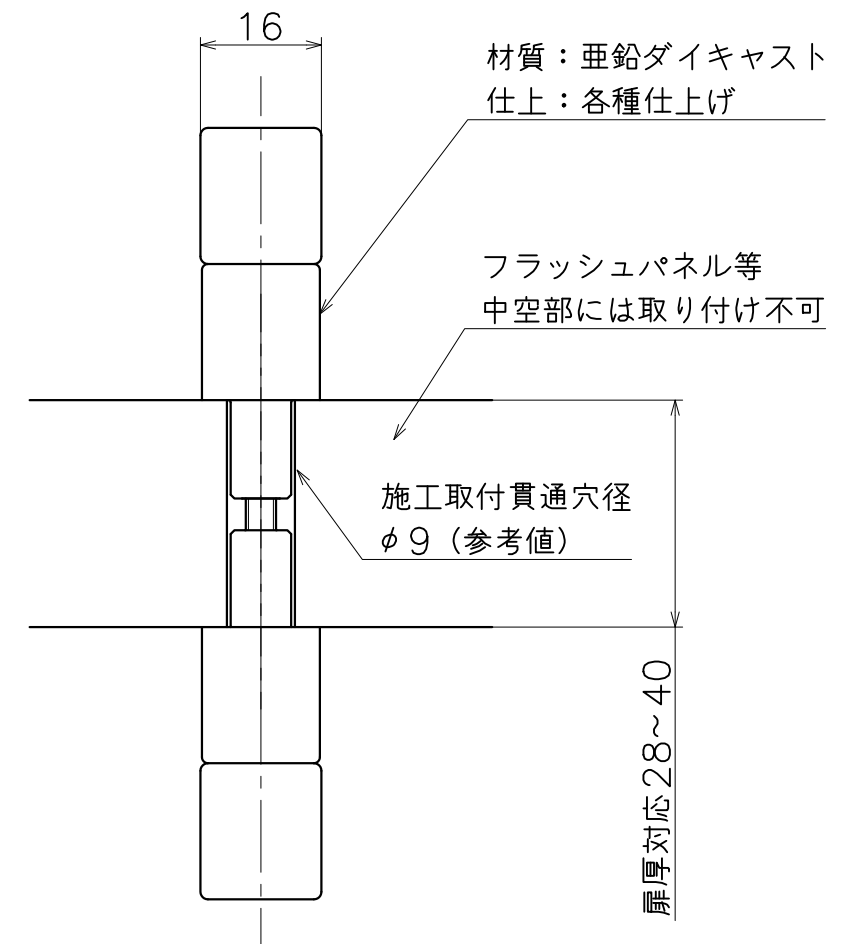 16
材質：亜鉛ダイキャスト
仕上：各種仕上げ
フラッシュパネル等
中空部には取り付け不可
施工取付貫通穴径
φ9（参考値）
扉厚対応28~40